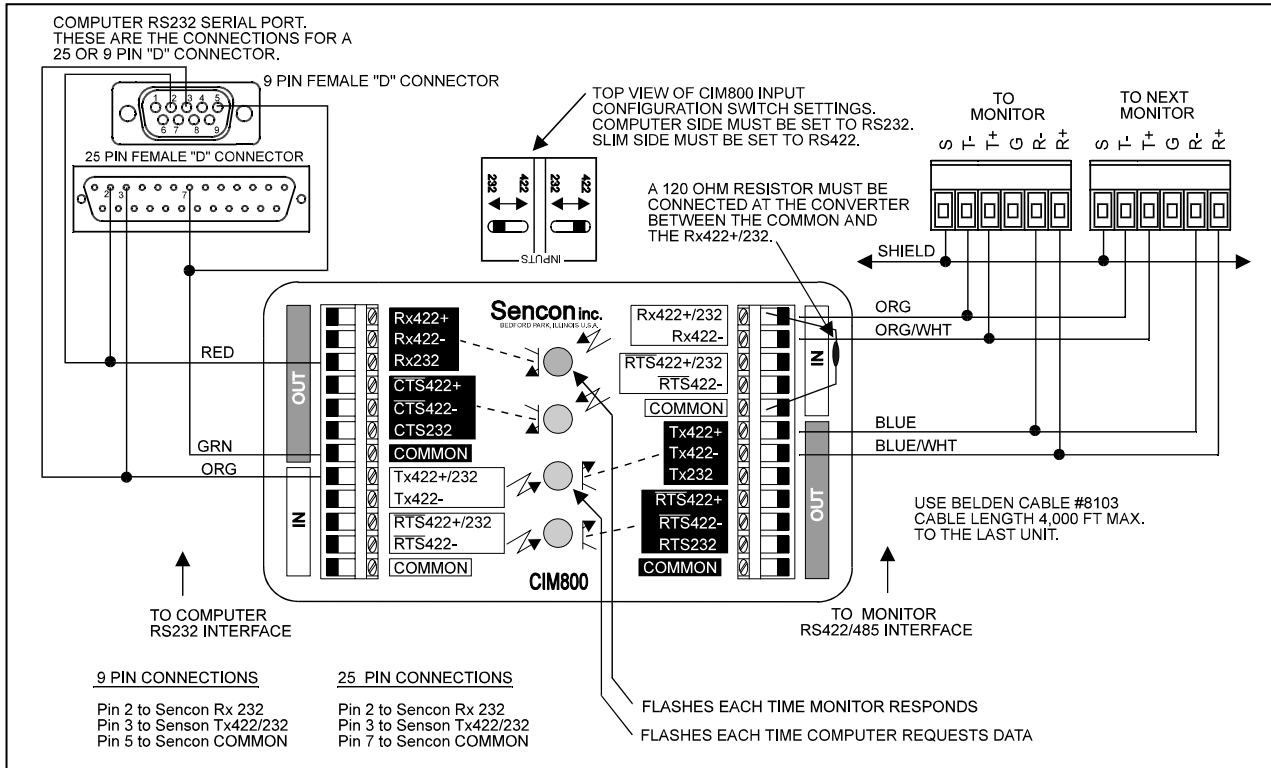 COMPUTER RS232 SERIAL PORT.
THESE ARE THE CONNECTIONS FOR A
25 OR 9 PIN "D" CONNECTOR.
9 PIN FEMALE "D" CONNECTOR
1 2 3 4 5
6 7 8 9
25 PIN FEMALE "D" CONNECTOR
2 3 7
TOP VIEW OF CIM800 INPUT
CONFIGURATION SWITCH SETTINGS.
COMPUTER SIDE MUST BE SET TO RS232.
SLIM SIDE MUST BE SET TO RS422.
232 422 232 422
INPUTS
A 120 OHM RESISTOR MUST BE
CONNECTED AT THE CONVERTER
BETWEEN THE COMMON AND
THE Rx422+/232.
TO
MONITOR
S T- T+ G R- R+
TO NEXT
MONITOR
S T- T+ G R- R+
SHIELD
ORG
ORG/WHT
BLUE
BLUE/WHT
RED
GRN
ORG
OUT
IN
Rx422+
Rx422-
Rx232
CTS422+
CTS422-
CTS232
COMMON
Tx422+/232
Tx422-
RTS422+/232
RTS422-
COMMON
Sencon inc.
BEDFORD PARK, ILLINOIS U.S.A.
CIM800
Rx422+/232
Rx422-
RTS422+/232
RTS422-
COMMON
Tx422+
Tx422-
Tx232
RTS422+
RTS422-
RTS232
COMMON
IN
OUT
USE BELDEN CABLE #8103
CABLE LENGTH 4,000 FT MAX.
TO THE LAST UNIT.
TO COMPUTER
RS232 INTERFACE
TO MONITOR
RS422/485 INTERFACE
9 PIN CONNECTIONS
Pin 2 to Sencon Rx 232
Pin 3 to Senson Tx422/232
Pin 5 to Sencon COMMON
25 PIN CONNECTIONS
Pin 2 to Sencon Rx 232
Pin 3 to Senson Tx422/232
Pin 7 to Sencon COMMON
FLASHES EACH TIME MONITOR RESPONDS
FLASHES EACH TIME COMPUTER REQUESTS DATA